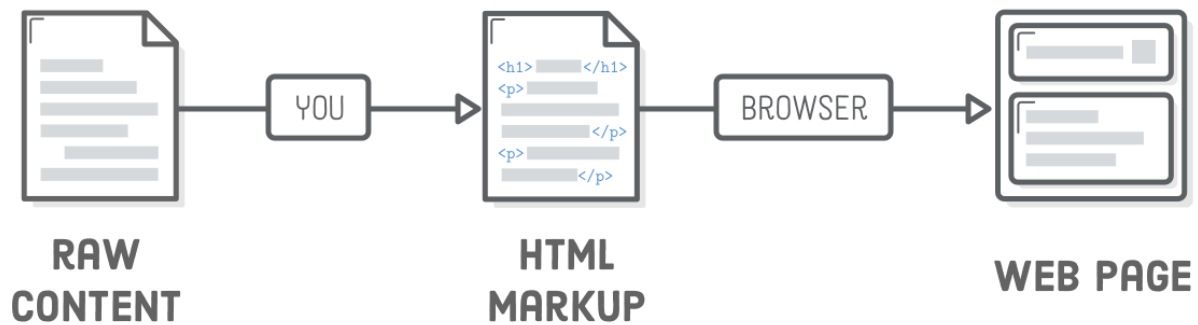 <h1> </h1>
<p>
</p>
<p>
</p>
YOU
BROWSER
RAW
CONTENT
HTML
MARKUP
WEB PAGE